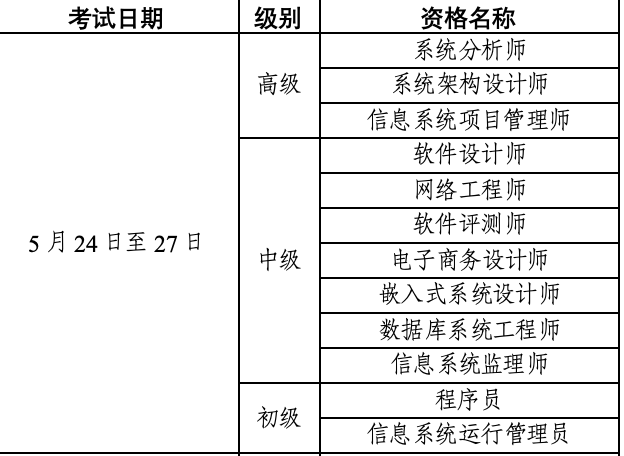 考试日期 级别 资格名称
系统分析师
高级 系统架构设计师
信息系统项目管理师
软件设计师
网络工程师
软件评测师
5 月 24 日至 27 日 中级 电子商务设计师
嵌入式系统设计师
数据库系统工程师
信息系统监理师
初级 程序员
信息系统运行管理员